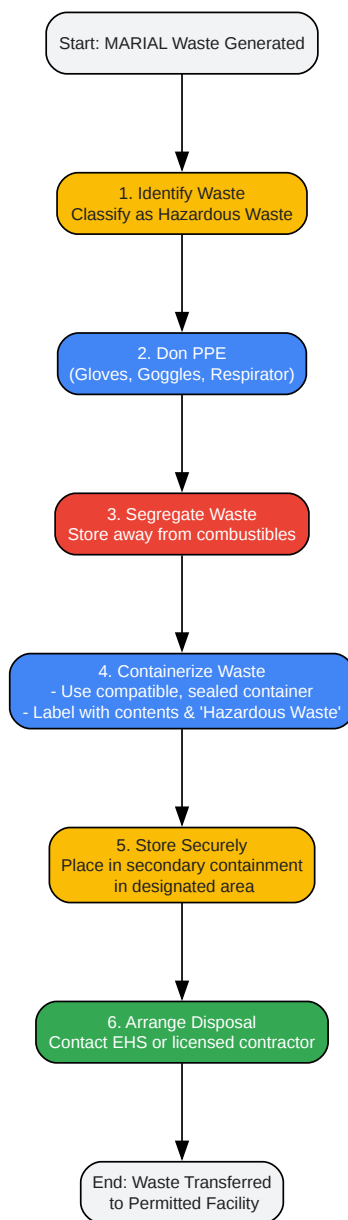 Start: MARIAL Waste Generated
1. Identify Waste
Classify as Hazardous Waste
2. Don PPE
(Gloves, Goggles, Respirator)
3. Segregate Waste
Store away from combustibles
4. Containerize Waste
- Use compatible, sealed container
- Label with contents & 'Hazardous Waste'
5. Store Securely
Place in secondary containment
in designated area
6. Arrange Disposal
Contact EHS or licensed contractor
End: Waste Transferred
to Permitted Facility